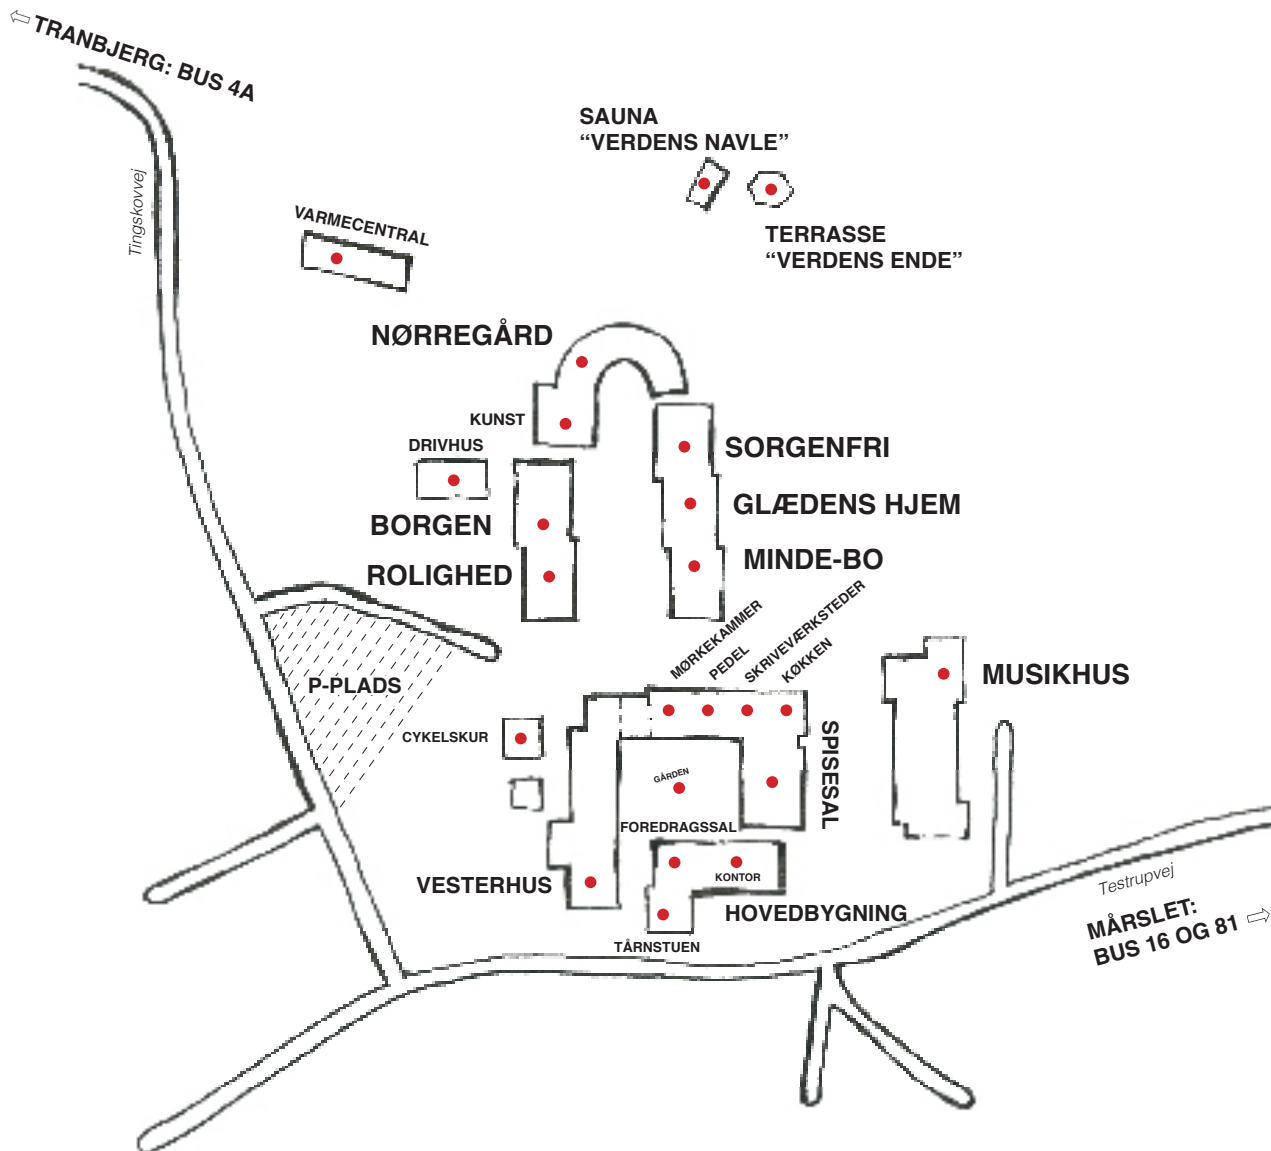 ⇦ TRANBJERG: BUS 4A
SAUNA
“VERDENS NAVLE”
Tingskovvej
VARMECENTRAL
TERRASSE
“VERDENS ENDE”
NØRREGÅRD
KUNST
DRIVHUS
SORGENFRI
GLÆDENS HJEM
BORGEN
MINDE-BO
ROLIGHED
MØRKEKAMMER
PEDEL
SKRIVEVÆRKSTEDER
KØKKEN
MUSIKHUS
P-PLADS
CYKELSKUR
SPISESAL
GÅRDEN
FOREDRAGSSAL
KONTOR
VESTERHUS
HOVEDBYGNING
TÅRNSTUEN
Testrupvej
MÅRSLET:
BUS 16 OG 81 ⇨